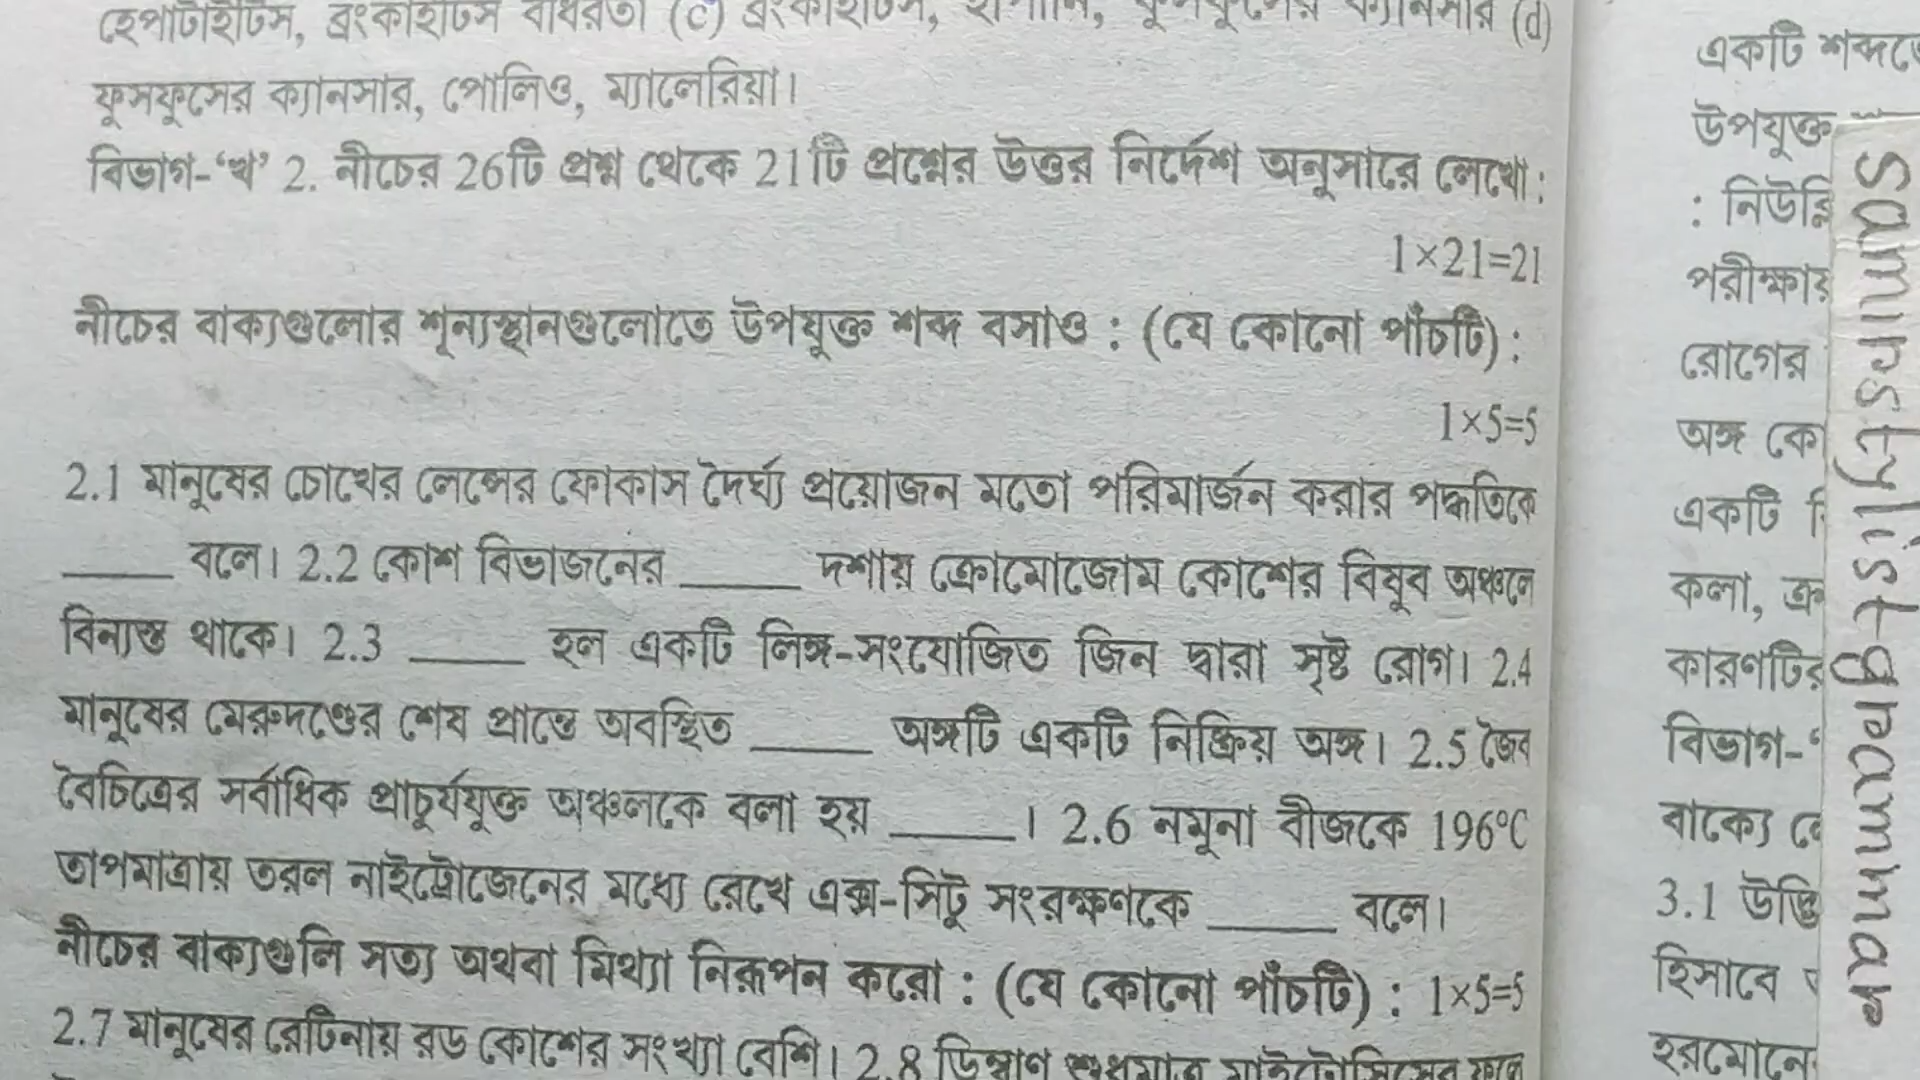 হেপাটাইটিস, ব্রংকাইটিস বধিরতা (c) ব্রংকাইটিস, হাঁপানি, ফুসফুসের ক্যানসার (d)
ফুসফুসের ক্যানসার, পোলিও, ম্যালেরিয়া।
বিভাগ-‘খ’ 2. নীচের 26টি প্রশ্ন থেকে 21টি প্রশ্নের উত্তর নির্দেশ অনুসারে লেখো :
1×21=21
নীচের বাক্যগুলোর শূন্যস্থানগুলোতে উপযুক্ত শব্দ বসাও : (যে কোনো পাঁচটি) :
1×5=5
2.1 মানুষের চোখের লেন্সের ফোকাস দৈর্ঘ্য প্রয়োজন মতো পরিমার্জন করার পদ্ধতিকে
_____ বলে। 2.2 কোশ বিভাজনের _____ দশায় ক্রোমোজোম কোশের বিষুব অঞ্চলে
বিন্যস্ত থাকে। 2.3 _____ হল একটি লিঙ্গ-সংযোজিত জিন দ্বারা সৃষ্ট রোগ। 2.4
মানুষের মেরুদণ্ডের শেষ প্রান্তে অবস্থিত _____ অঙ্গটি একটি নিষ্ক্রিয় অঙ্গ। 2.5 জৈব
বৈচিত্রের সর্বাধিক প্রাচুর্যযুক্ত অঞ্চলকে বলা হয় _____। 2.6 নমুনা বীজকে 196°C
তাপমাত্রায় তরল নাইট্রোজেনের মধ্যে রেখে এক্স-সিটু সংরক্ষণকে _____ বলে।
নীচের বাক্যগুলি সত্য অথবা মিথ্যা নিরূপন করো : (যে কোনো পাঁচটি) : 1×5=5
2.7 মানুষের রেটিনায় রড কোশের সংখ্যা বেশি। 2.8 ডিম্বাণু শুধুমাত্র মাইটোসিসের ফলে
একটি শব্দতে
উপযুক্ত
: নিউক্লি
পরীক্ষায়
রোগের
অঙ্গ কো
একটি
কলা, ক্র
কারণটির
বিভাগ-‘
বাক্যে
3.1 উদ্ভি
হিসাবে
হরমোনে